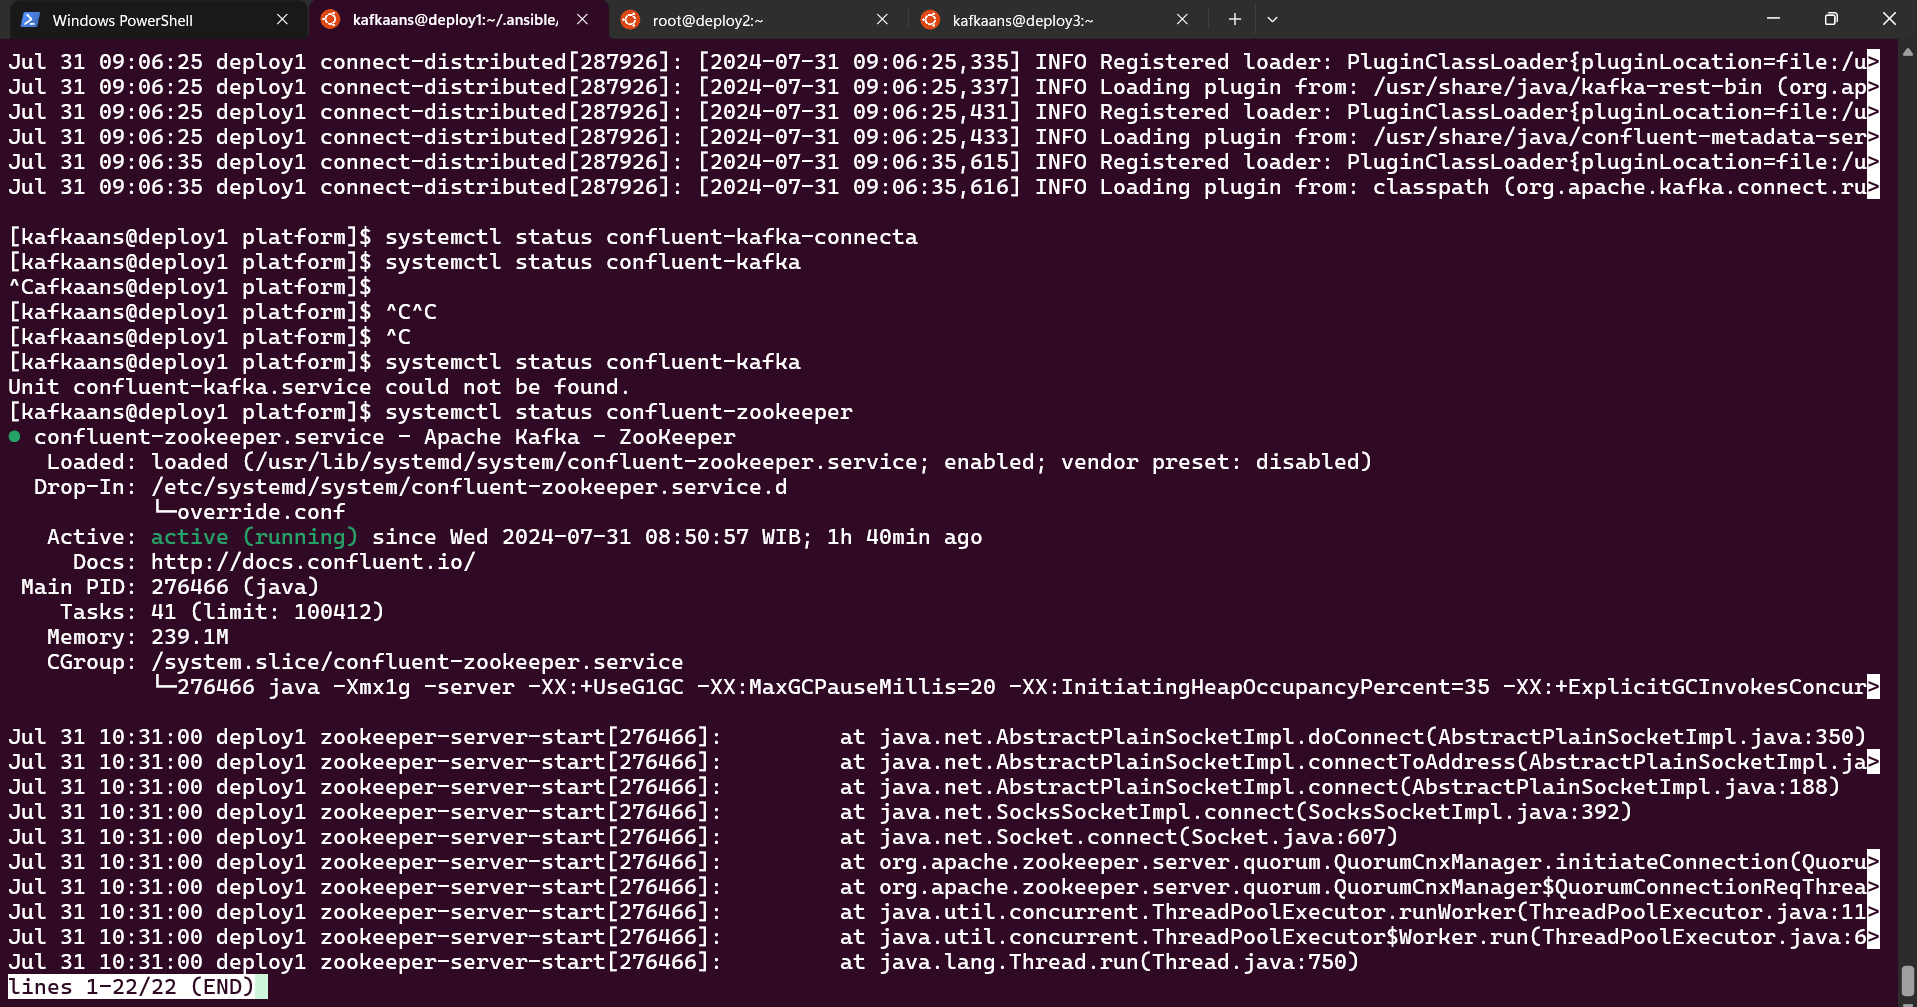 Windows PowerShell
kafkaans@deploy1:~/.ansible/
root@deploy2:~
kafkaans@deploy3:~
Jul 31 09:06:25 deploy1 connect-distributed[287926]: [2024-07-31 09:06:25,335] INFO Registered loader: PluginClassLoader{pluginLocation=file:/u>
Jul 31 09:06:25 deploy1 connect-distributed[287926]: [2024-07-31 09:06:25,337] INFO Loading plugin from: /usr/share/java/kafka-rest-bin (org.ap>
Jul 31 09:06:25 deploy1 connect-distributed[287926]: [2024-07-31 09:06:25,431] INFO Registered loader: PluginClassLoader{pluginLocation=file:/u>
Jul 31 09:06:25 deploy1 connect-distributed[287926]: [2024-07-31 09:06:25,433] INFO Loading plugin from: /usr/share/java/confluent-metadata-ser>
Jul 31 09:06:35 deploy1 connect-distributed[287926]: [2024-07-31 09:06:35,615] INFO Registered loader: PluginClassLoader{pluginLocation=file:/u>
Jul 31 09:06:35 deploy1 connect-distributed[287926]: [2024-07-31 09:06:35,616] INFO Loading plugin from: classpath (org.apache.kafka.connect.ru>
[kafkaans@deploy1 platform]$ systemctl status confluent-kafka-connecta
[kafkaans@deploy1 platform]$ systemctl status confluent-kafka
^Cafkaans@deploy1 platform]$
[kafkaans@deploy1 platform]$ ^C^C
[kafkaans@deploy1 platform]$ ^C
[kafkaans@deploy1 platform]$ systemctl status confluent-kafka
Unit confluent-kafka.service could not be found.
[kafkaans@deploy1 platform]$ systemctl status confluent-zookeeper
● confluent-zookeeper.service - Apache Kafka - ZooKeeper
Loaded: loaded (/usr/lib/systemd/system/confluent-zookeeper.service; enabled; vendor preset: disabled)
Drop-In: /etc/systemd/system/confluent-zookeeper.service.d
└─override.conf
Active: active (running) since Wed 2024-07-31 08:50:57 WIB; 1h 40min ago
Docs: http://docs.confluent.io/
Main PID: 276466 (java)
Tasks: 41 (limit: 100412)
Memory: 239.1M
CGroup: /system.slice/confluent-zookeeper.service
└─276466 java -Xmx1g -server -XX:+UseG1GC -XX:MaxGCPauseMillis=20 -XX:InitiatingHeapOccupancyPercent=35 -XX:+ExplicitGCInvokesConcur>
Jul 31 10:31:00 deploy1 zookeeper-server-start[276466]: at java.net.AbstractPlainSocketImpl.doConnect(AbstractPlainSocketImpl.java:350)
Jul 31 10:31:00 deploy1 zookeeper-server-start[276466]: at java.net.AbstractPlainSocketImpl.connectToAddress(AbstractPlainSocketImpl.ja>
Jul 31 10:31:00 deploy1 zookeeper-server-start[276466]: at java.net.AbstractPlainSocketImpl.connect(AbstractPlainSocketImpl.java:188)
Jul 31 10:31:00 deploy1 zookeeper-server-start[276466]: at java.net.SocksSocketImpl.connect(SocksSocketImpl.java:392)
Jul 31 10:31:00 deploy1 zookeeper-server-start[276466]: at java.net.Socket.connect(Socket.java:607)
Jul 31 10:31:00 deploy1 zookeeper-server-start[276466]: at org.apache.zookeeper.server.quorum.QuorumCnxManager.initiateConnection(Quoru>
Jul 31 10:31:00 deploy1 zookeeper-server-start[276466]: at org.apache.zookeeper.server.quorum.QuorumCnxManager$QuorumConnectionReqThrea>
Jul 31 10:31:00 deploy1 zookeeper-server-start[276466]: at java.util.concurrent.ThreadPoolExecutor.runWorker(ThreadPoolExecutor.java:11>
Jul 31 10:31:00 deploy1 zookeeper-server-start[276466]: at java.util.concurrent.ThreadPoolExecutor$Worker.run(ThreadPoolExecutor.java:6>
Jul 31 10:31:00 deploy1 zookeeper-server-start[276466]: at java.lang.Thread.run(Thread.java:750)
lines 1-22/22 (END)